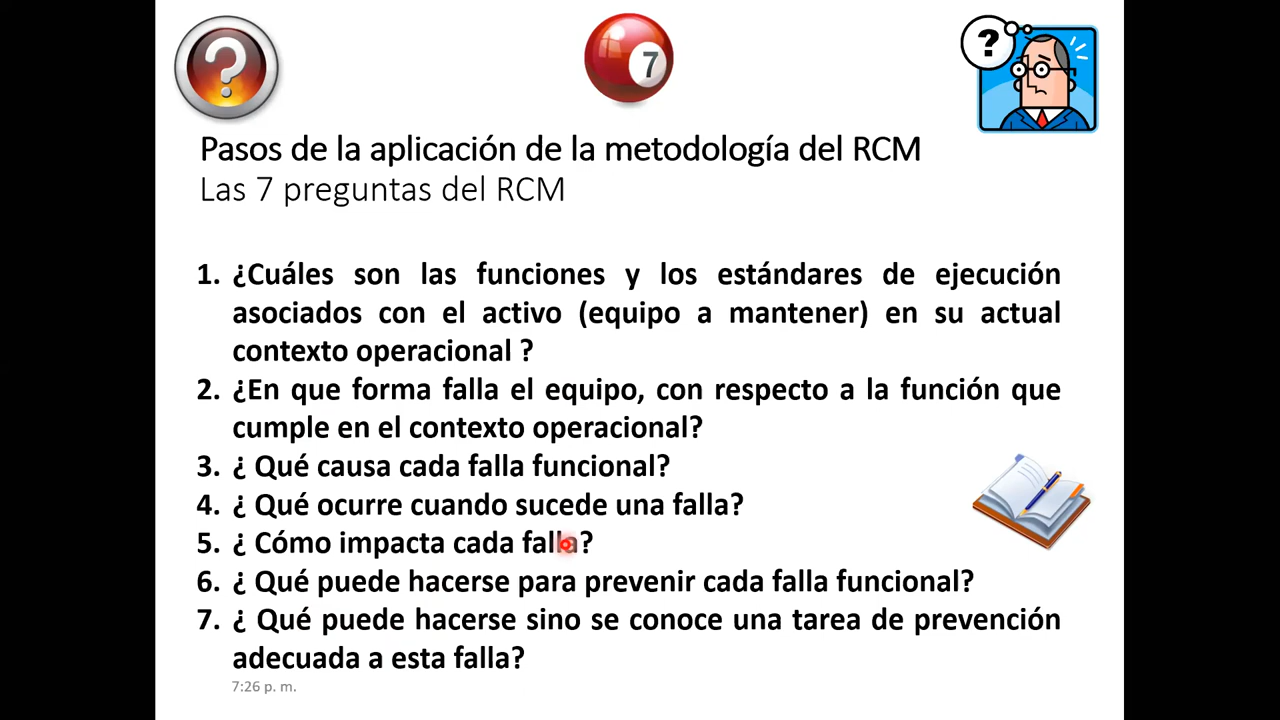 ?
7
?
Pasos de la aplicación de la metodología del RCM
Las 7 preguntas del RCM
1. ¿Cuáles son las funciones y los estándares de ejecución
asociados con el activo (equipo a mantener) en su actual
contexto operacional ?
2. ¿En que forma falla el equipo, con respecto a la función que
cumple en el contexto operacional?
3. ¿ Qué causa cada falla funcional?
4. ¿ Qué ocurre cuando sucede una falla?
5. ¿ Cómo impacta cada falla?
6. ¿ Qué puede hacerse para prevenir cada falla funcional?
7. ¿ Qué puede hacerse sino se conoce una tarea de prevención
adecuada a esta falla?
7:26 p. m.